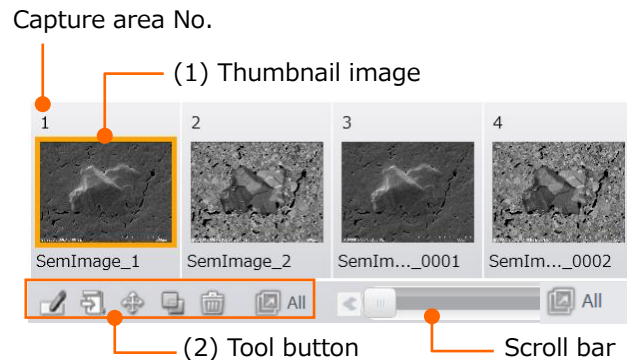 Capture area No.
(1) Thumbnail image
1 2 3 4
SemImage_1 SemImage_2 SemIm..._0001 SemIm..._0002
All All
(2) Tool button Scroll bar